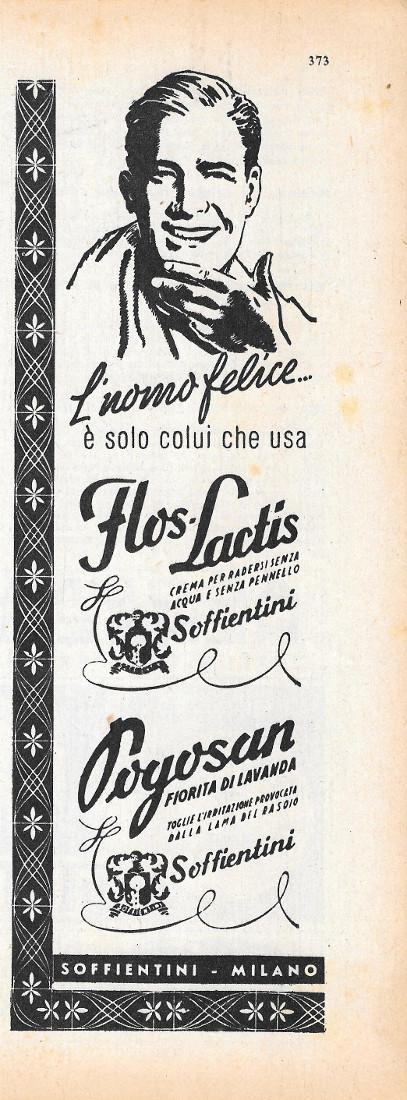 373
L'uomo felice...
è solo colui che usa
Flos-Lactis
CREMA PER RADERSI SENZA
ACQUA E SENZA PENNELLO
Soffientini
Pogosan
FIORITA DI LAVANDA
TOGLIE L'IRRITAZIONE PROVOCATA
DALLA LAMA DEL RASOIO
Soffientini
SOFFIENTINI - MILANO